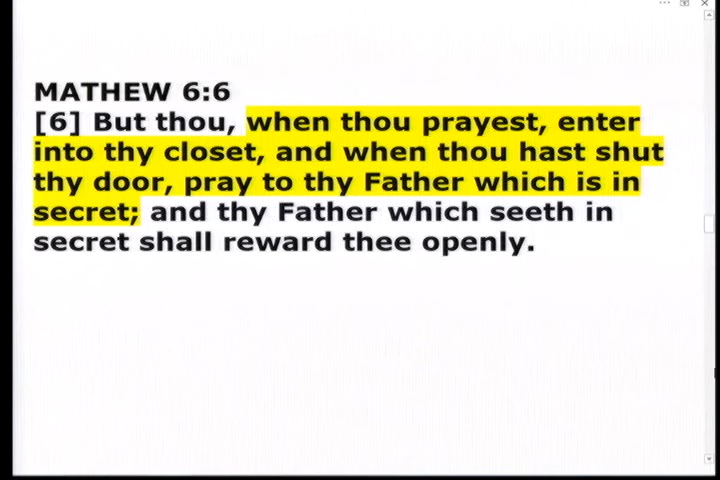 MATHEW 6:6
[6] But thou, when thou prayest, enter
into thy closet, and when thou hast shut
thy door, pray to thy Father which is in
secret; and thy Father which seeth in
secret shall reward thee openly.